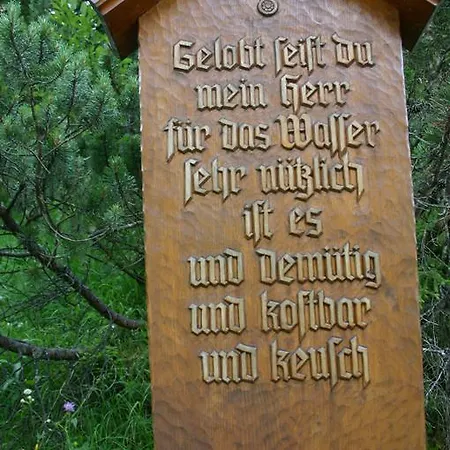 Gelobt seist du
mein Herr
für das Wasser
sehr nützlich
ist es
und demütig
und kostbar
und keusch